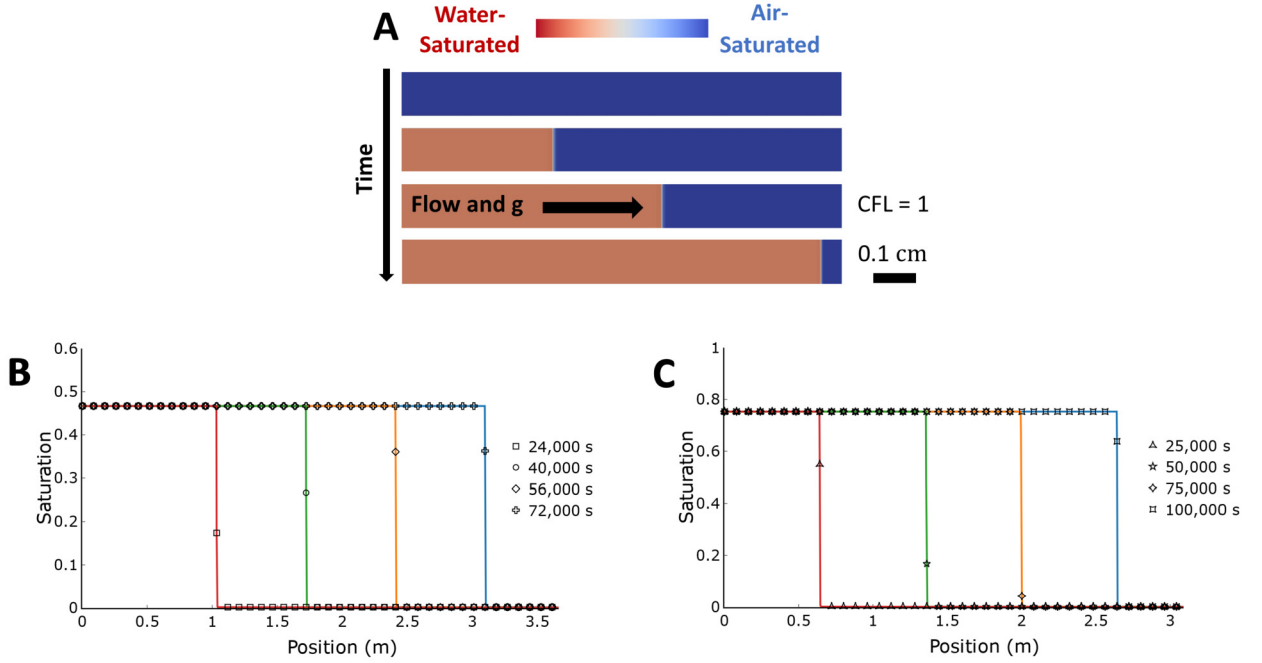 A
Water-
Saturated
Air-
Saturated
Time
Flow and g
CFL = 1
0.1 cm
B
0.6
0.5
0.4
0.3
0.2
0.1
0
Saturation
0
0.5
1
1.5
2
2.5
3
3.5
Position (m)
24,000 s
40,000 s
56,000 s
72,000 s
C
1
0.8
0.6
0.4
0.2
0
Saturation
0
0.5
1
1.5
2
2.5
3
Position (m)
25,000 s
50,000 s
75,000 s
100,000 s